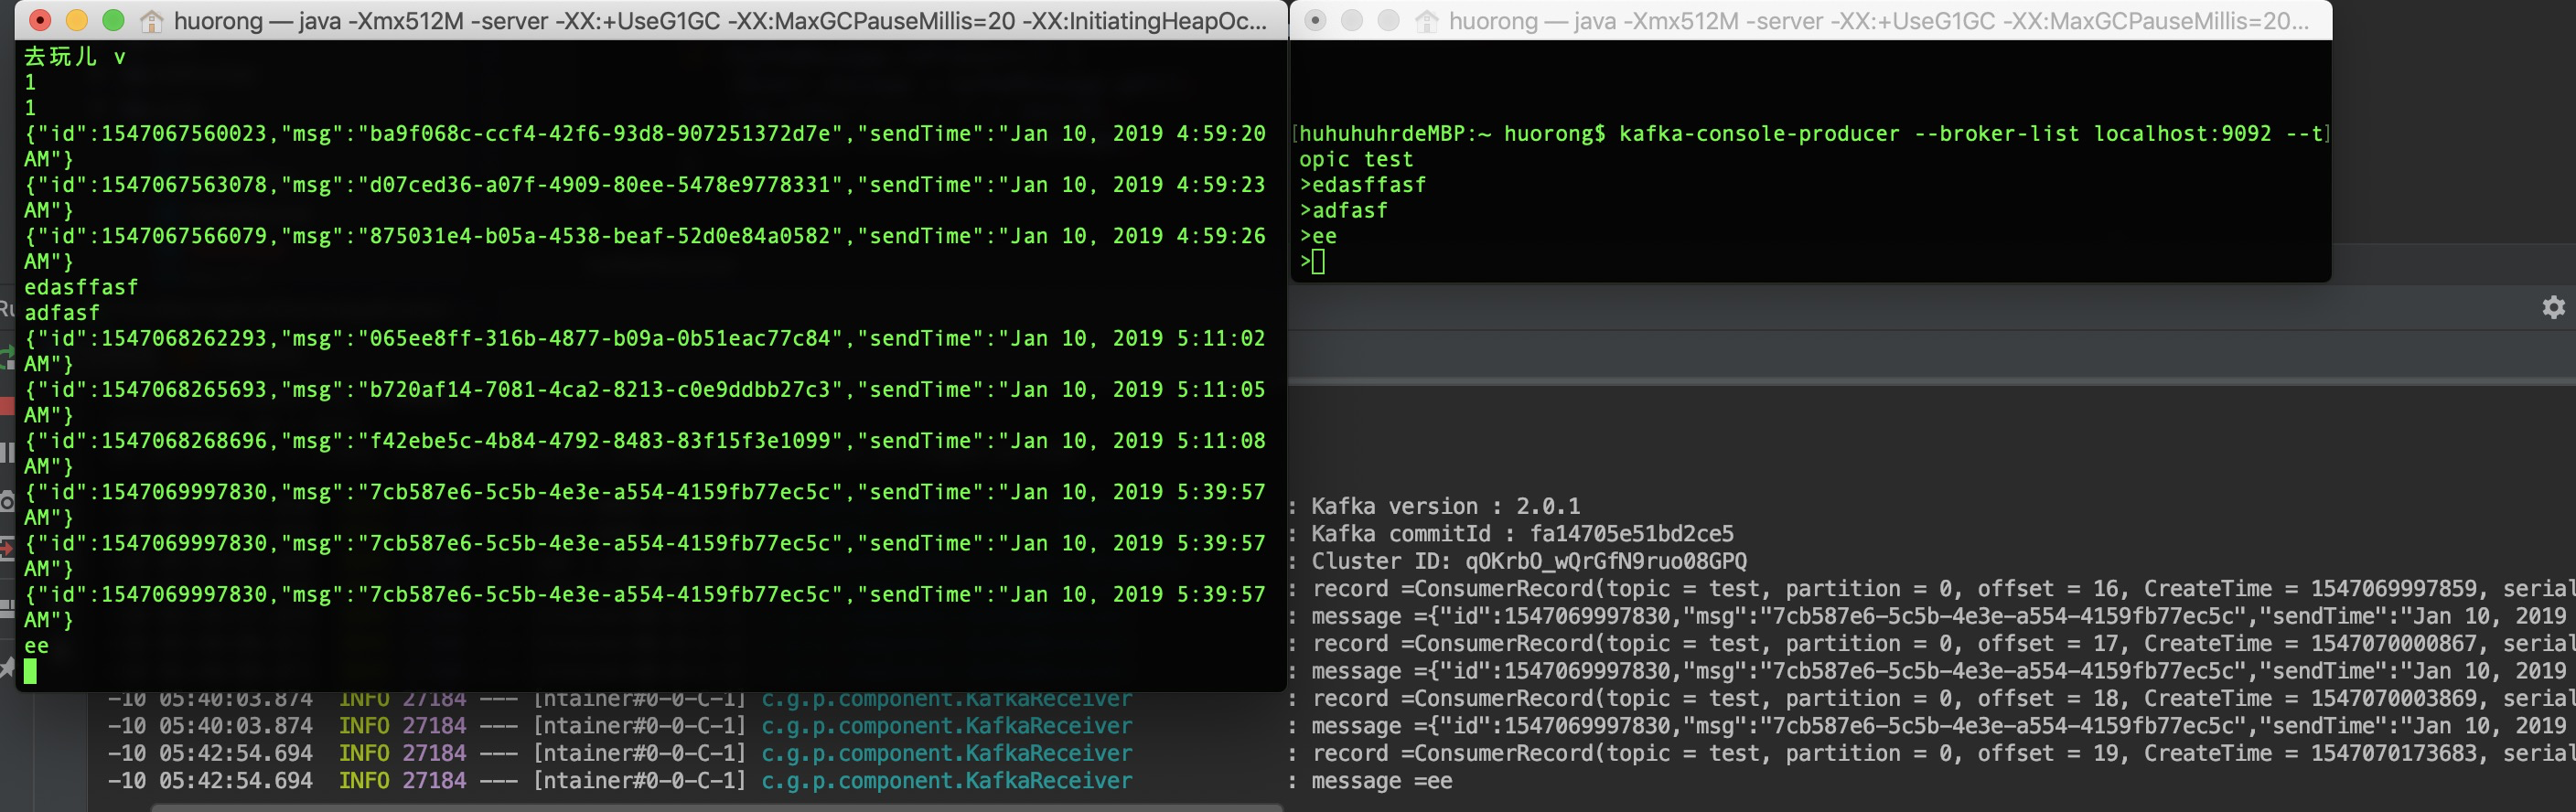 huorong — java -Xmx512M -server -XX:+UseG1GC -XX:MaxGCPauseMillis=20 -XX:InitiatingHeapOc...
去玩儿 v
1
1
{"id":1547067560023,"msg":"ba9f068c-ccf4-42f6-93d8-907251372d7e","sendTime":"Jan 10, 2019 4:59:20
AM"}
{"id":1547067563078,"msg":"d07ced36-a07f-4909-80ee-5478e9778331","sendTime":"Jan 10, 2019 4:59:23
AM"}
{"id":1547067566079,"msg":"875031e4-b05a-4538-beaf-52d0e84a0582","sendTime":"Jan 10, 2019 4:59:26
AM"}
edasffasf
adfasf
{"id":1547068262293,"msg":"065ee8ff-316b-4877-b09a-0b51eac77c84","sendTime":"Jan 10, 2019 5:11:02
AM"}
{"id":1547068265693,"msg":"b720af14-7081-4ca2-8213-c0e9ddbb27c3","sendTime":"Jan 10, 2019 5:11:05
AM"}
{"id":1547068268696,"msg":"f42ebe5c-4b84-4792-8483-83f15f3e1099","sendTime":"Jan 10, 2019 5:11:08
AM"}
{"id":1547069997830,"msg":"7cb587e6-5c5b-4e3e-a554-4159fb77ec5c","sendTime":"Jan 10, 2019 5:39:57
AM"}
{"id":1547069997830,"msg":"7cb587e6-5c5b-4e3e-a554-4159fb77ec5c","sendTime":"Jan 10, 2019 5:39:57
AM"}
{"id":1547069997830,"msg":"7cb587e6-5c5b-4e3e-a554-4159fb77ec5c","sendTime":"Jan 10, 2019 5:39:57
AM"}
ee
huorong — java -Xmx512M -server -XX:+UseG1GC -XX:MaxGCPauseMillis=20...
[huhuhuhrdeMBP:~ huorong$ kafka-console-producer --broker-list localhost:9092 --t]
opic test
>edasffasf
>adfasf
>ee
>
: Kafka version : 2.0.1
: Kafka commitId : fa14705e51bd2ce5
: Cluster ID: qOKrbO_wQrGfN9ruo08GPQ
: record =ConsumerRecord(topic = test, partition = 0, offset = 16, CreateTime = 1547069997859, serial
: message ={"id":1547069997830,"msg":"7cb587e6-5c5b-4e3e-a554-4159fb77ec5c","sendTime":"Jan 10, 2019
: record =ConsumerRecord(topic = test, partition = 0, offset = 17, CreateTime = 1547070000867, serial
: message ={"id":1547069997830,"msg":"7cb587e6-5c5b-4e3e-a554-4159fb77ec5c","sendTime":"Jan 10, 2019
-10 05:40:03.874 INFO 27184 --- [ntainer#0-0-C-1] c.g.p.component.KafkaReceiver : record =ConsumerRecord(topic = test, partition = 0, offset = 18, CreateTime = 1547070003869, serial
-10 05:40:03.874 INFO 27184 --- [ntainer#0-0-C-1] c.g.p.component.KafkaReceiver : message ={"id":1547069997830,"msg":"7cb587e6-5c5b-4e3e-a554-4159fb77ec5c","sendTime":"Jan 10, 2019
-10 05:42:54.694 INFO 27184 --- [ntainer#0-0-C-1] c.g.p.component.KafkaReceiver : record =ConsumerRecord(topic = test, partition = 0, offset = 19, CreateTime = 1547070173683, serial
-10 05:42:54.694 INFO 27184 --- [ntainer#0-0-C-1] c.g.p.component.KafkaReceiver : message =ee